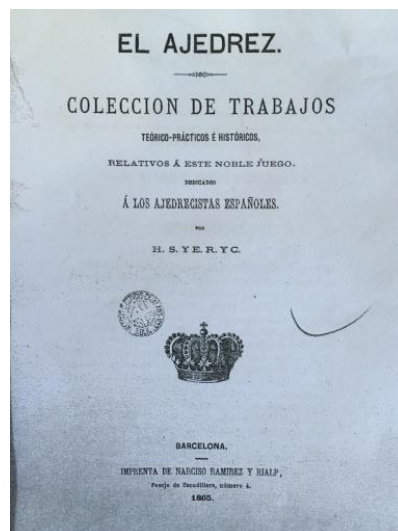 EL AJEDREZ.
COLECCION DE TRABAJOS
TEÓRICO-PRÁCTICOS É HISTÓRICOS,
RELATIVOS Á ESTE NOBLE JUEGO.
DEDICADOS
Á LOS AJEDRECISTAS ESPAÑOLES.
POR
H. S. Y E. R. Y C.
BARCELONA.
IMPRENTA DE NARCISO RAMIREZ Y RIALP,
Pasaje de Escudillers, número 4.
1865.